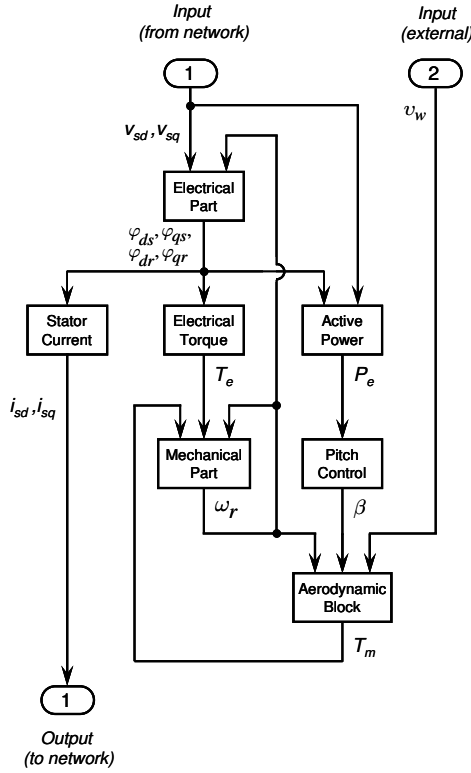 Input
(from network)
Input
(external)
1
2
v_sd, v_sq
υ_w
Electrical
Part
φ_ds, φ_qs,
φ_dr, φ_qr
Stator
Current
Electrical
Torque
Active
Power
i_sd, i_sq
T_e
P_e
Mechanical
Part
Pitch
Control
ω_r
β
Aerodynamic
Block
T_m
1
Output
(to network)